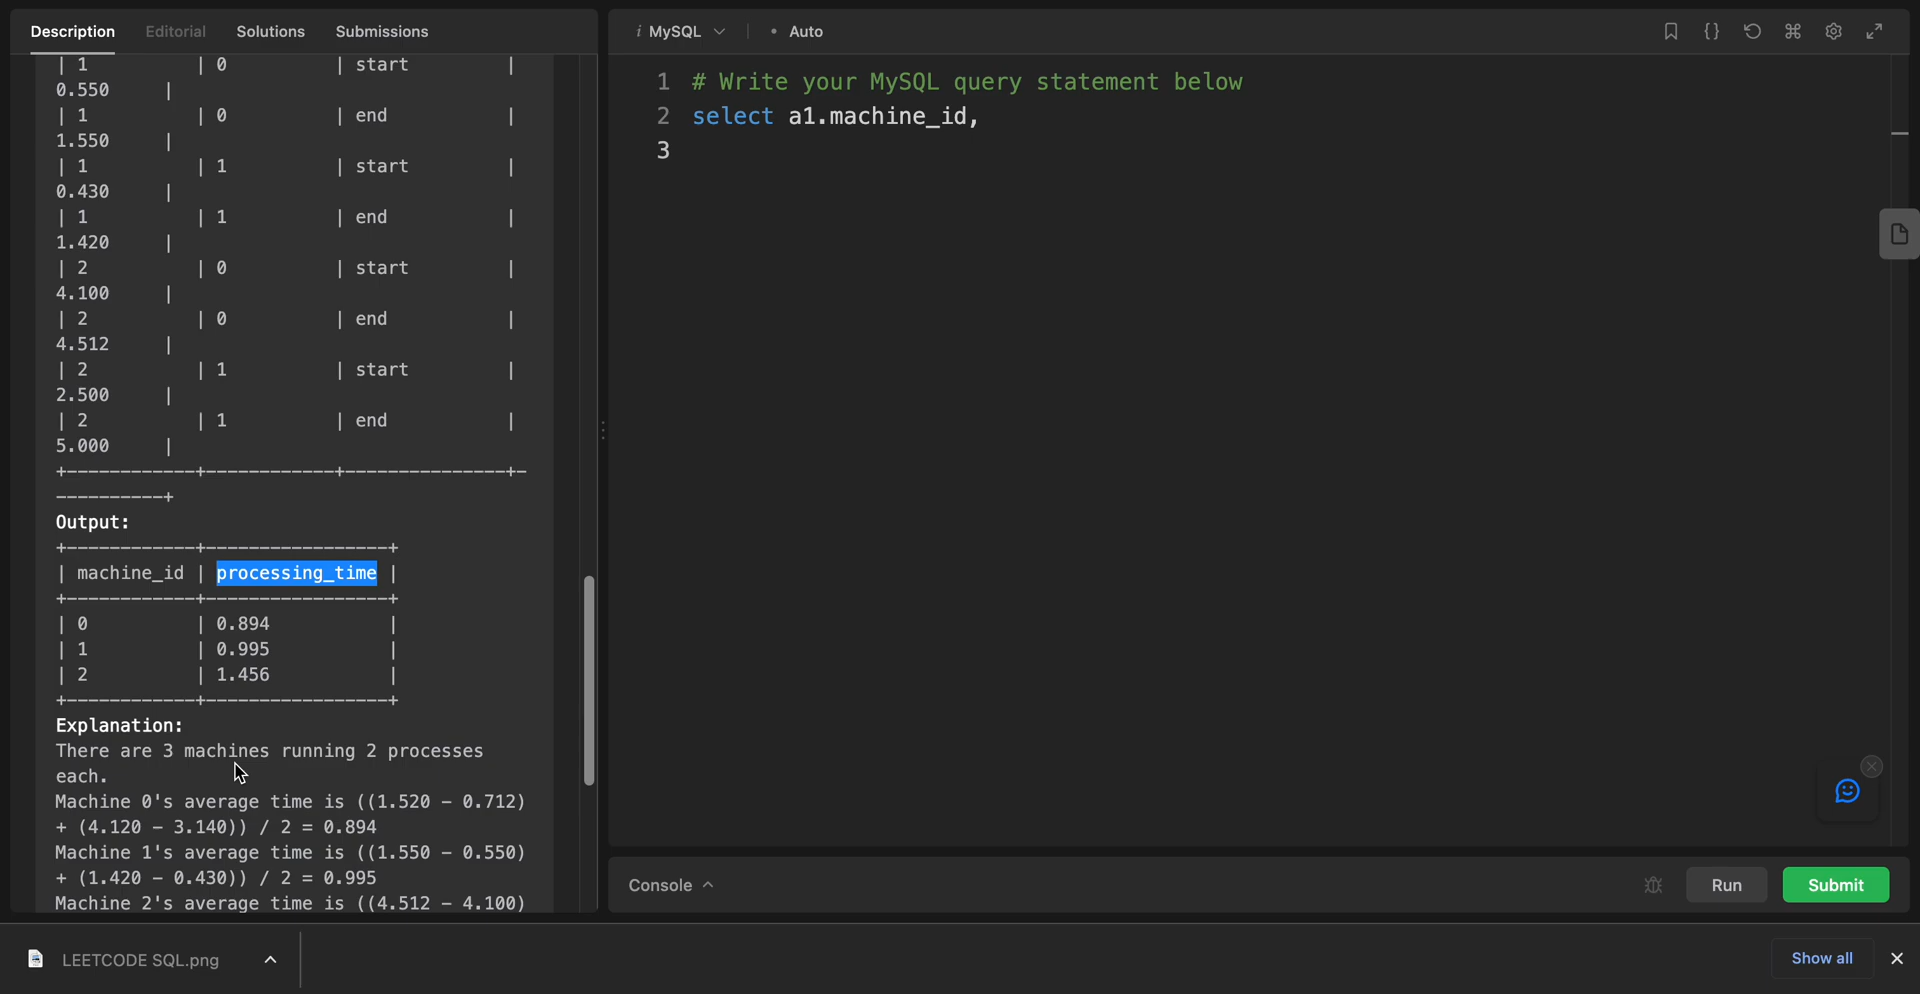 Description Editorial Solutions Submissions
| 1 | 0 | start |
0.550 |
| 1 | 0 | end |
1.550 |
| 1 | 1 | start |
0.430 |
| 1 | 1 | end |
1.420 |
| 2 | 0 | start |
4.100 |
| 2 | 0 | end |
4.512 |
| 2 | 1 | start |
2.500 |
| 2 | 1 | end |
5.000 |
+------------+------------+---------------+-
----------+
Output:
+------------+-----------------+
| machine_id | processing_time |
+------------+-----------------+
| 0 | 0.894 |
| 1 | 0.995 |
| 2 | 1.456 |
+------------+-----------------+
Explanation:
There are 3 machines running 2 processes
each.
Machine 0's average time is ((1.520 - 0.712)
+ (4.120 - 3.140)) / 2 = 0.894
Machine 1's average time is ((1.550 - 0.550)
+ (1.420 - 0.430)) / 2 = 0.995
Machine 2's average time is ((4.512 - 4.100)
i MySQL • Auto
1 # Write your MySQL query statement below
2 select a1.machine_id,
3
Console Run Submit
LEETCODE SQL.png Show all